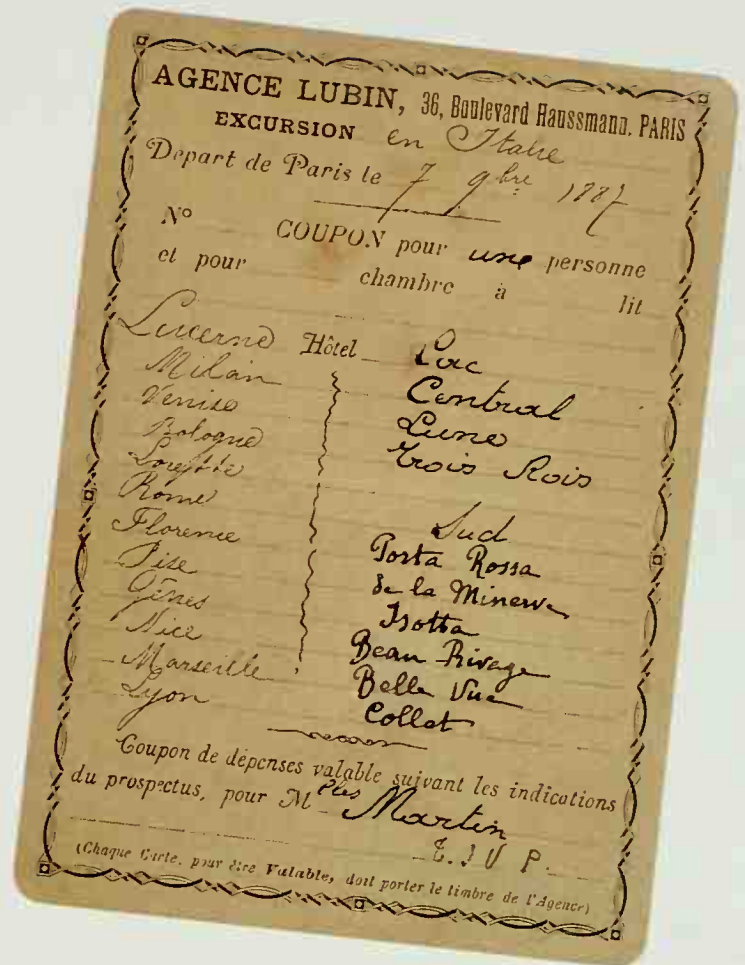 AGENCE LUBIN, 36, Boulevard Haussmann, PARIS
EXCURSION en Italie
Départ de Paris le 7 9bre 1887
N° COUPON pour une personne
et pour chambre à lit
Lucerne Hôtel Lac
Milan Central
Venise Lune
Bologne Trois Rois
Lorette
Rome Sud
Florence Porta Rossa
Pise de la Minerve
Gênes Isotta
Nice Beau Rivage
Marseille Belle Vue
Lyon Collet
Coupon de dépenses valable suivant les indications
du prospectus, pour M Martin
(Chaque Carte, pour être Valable, doit porter le timbre de l'Agence)